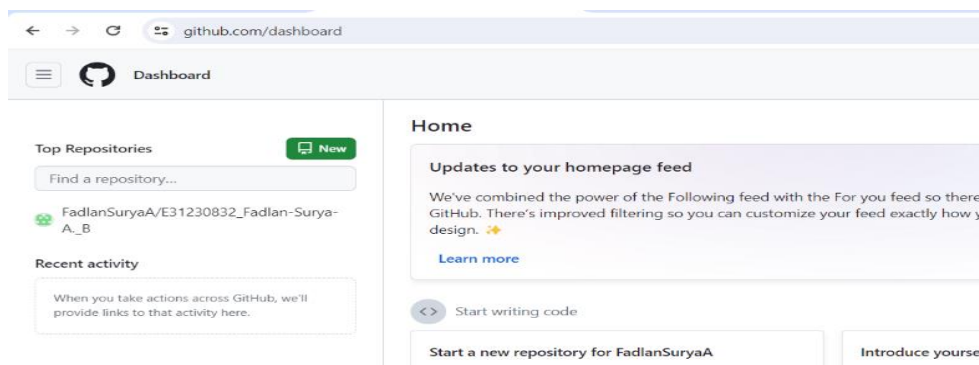 github.com/dashboard
Dashboard
Top Repositories
New
Find a repository...
FadlanSuryaA/E31230832_Fadlan-Surya-
A._B
Recent activity
When you take actions across GitHub, we'll
provide links to that activity here.
Home
Updates to your homepage feed
We've combined the power of the Following feed with the For you feed so there
GitHub. There's improved filtering so you can customize your feed exactly how
design. ✨
Learn more
<> Start writing code
Start a new repository for FadlanSuryaA
Introduce yourse